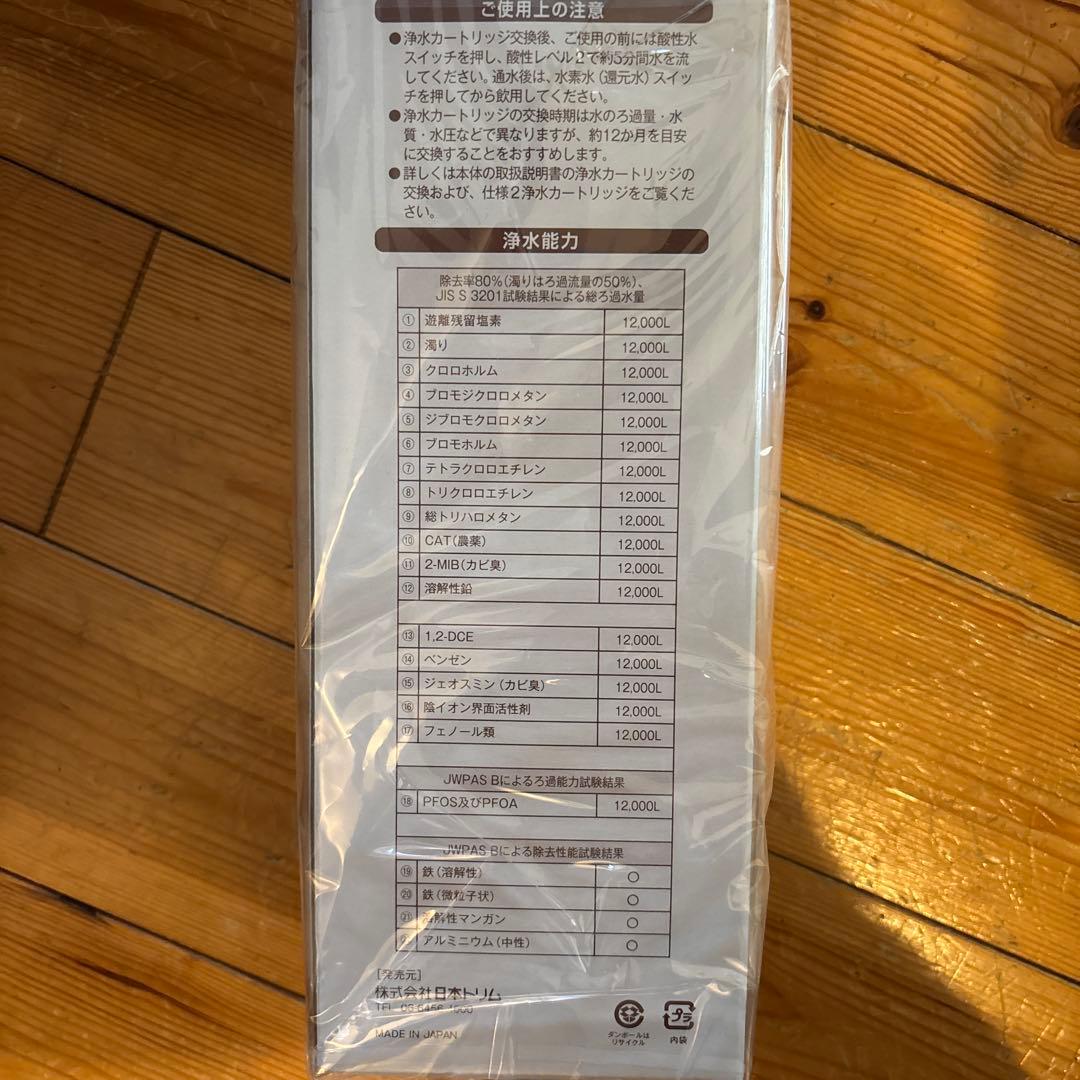 ご使用上の注意
●浄水カートリッジ交換後、ご使用の前には酸性水
スイッチを押し、酸性レベル2で約5分間水を流
してください。通水後は、水素水（還元水）スイッ
チを押してから飲用してください。
●浄水カートリッジの交換時期は水のろ過量・水
質・水圧などで異なりますが、約12か月を目安
に交換することをおすすめします。
●詳しくは本体の取扱説明書の浄水カートリッジの
交換および、仕様2浄水カートリッジをご覧くだ
さい。
浄水能力
除去率80%（濁りはろ過流量の50%）、
JIS S 3201試験結果による総ろ過水量
① 遊離残留塩素 12,000L
② 濁り 12,000L
③ クロロホルム 12,000L
④ ブロモジクロロメタン 12,000L
⑤ ジブロモクロロメタン 12,000L
⑥ ブロモホルム 12,000L
⑦ テトラクロロエチレン 12,000L
⑧ トリクロロエチレン 12,000L
⑨ 総トリハロメタン 12,000L
⑩ CAT（農薬） 12,000L
⑪ 2-MIB（カビ臭） 12,000L
⑫ 溶解性鉛 12,000L
⑬ 1,2-DCE 12,000L
⑭ ベンゼン 12,000L
⑮ ジェオスミン（カビ臭） 12,000L
⑯ 陰イオン界面活性剤 12,000L
⑰ フェノール類 12,000L
JWPAS Bによるろ過能力試験結果
⑱ PFOS及びPFOA 12,000L
JWPAS Bによる除去性能試験結果
⑲ 鉄（溶解性） ○
⑳ 鉄（微粒子状） ○
㉑ 溶解性マンガン ○
アルミニウム（中性） ○
［発売元］
株式会社日本トリム
TEL 06-6456-
MADE IN JAPAN
ダンボールは
リサイクル
プラ
内袋